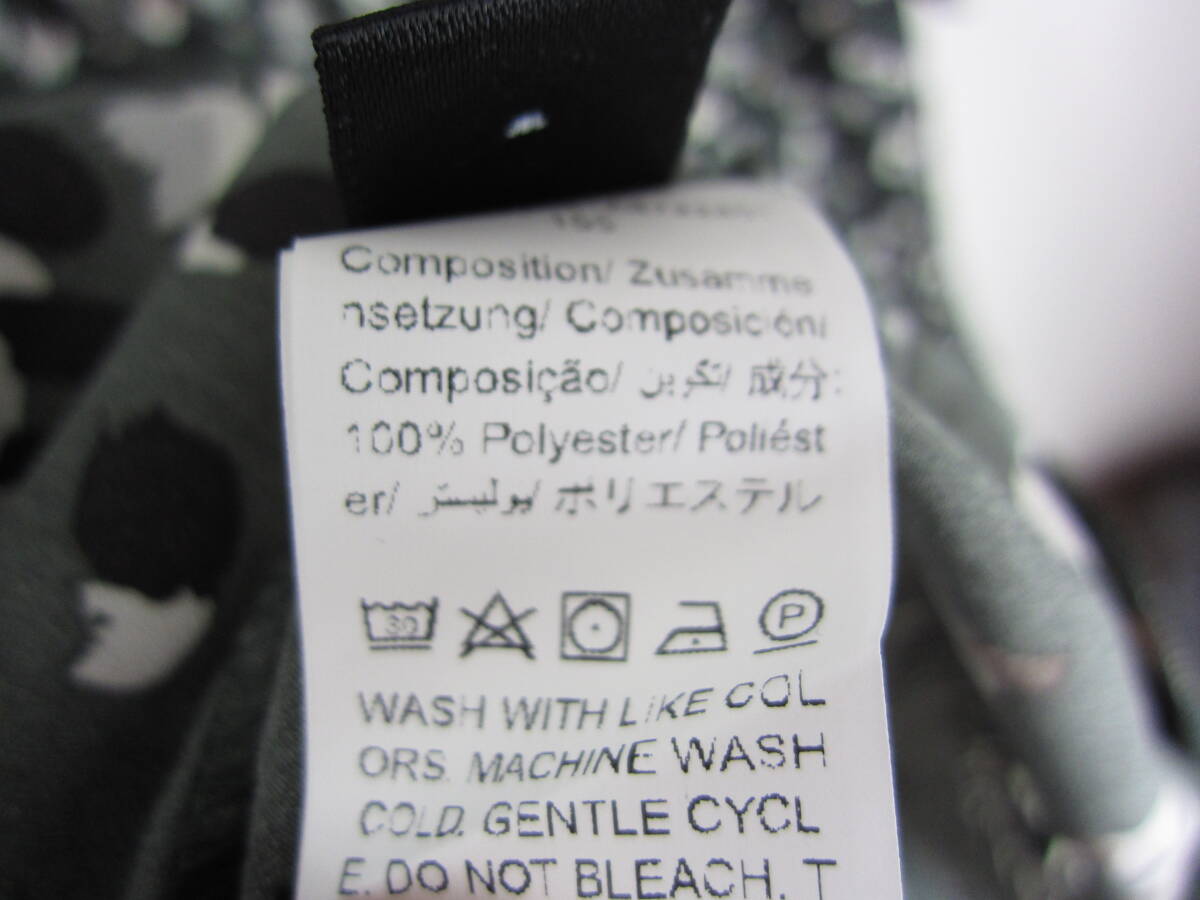 Composition/ Zusamme
nsetzung/ Composición/
Composição/ تكوين/ 成分:
100% Polyester/ Poliést
er/ بوليستر/ ポリエステル
30
P
WASH WITH LIKE COL
ORS. MACHINE WASH
COLD. GENTLE CYCL
E. DO NOT BLEACH. T